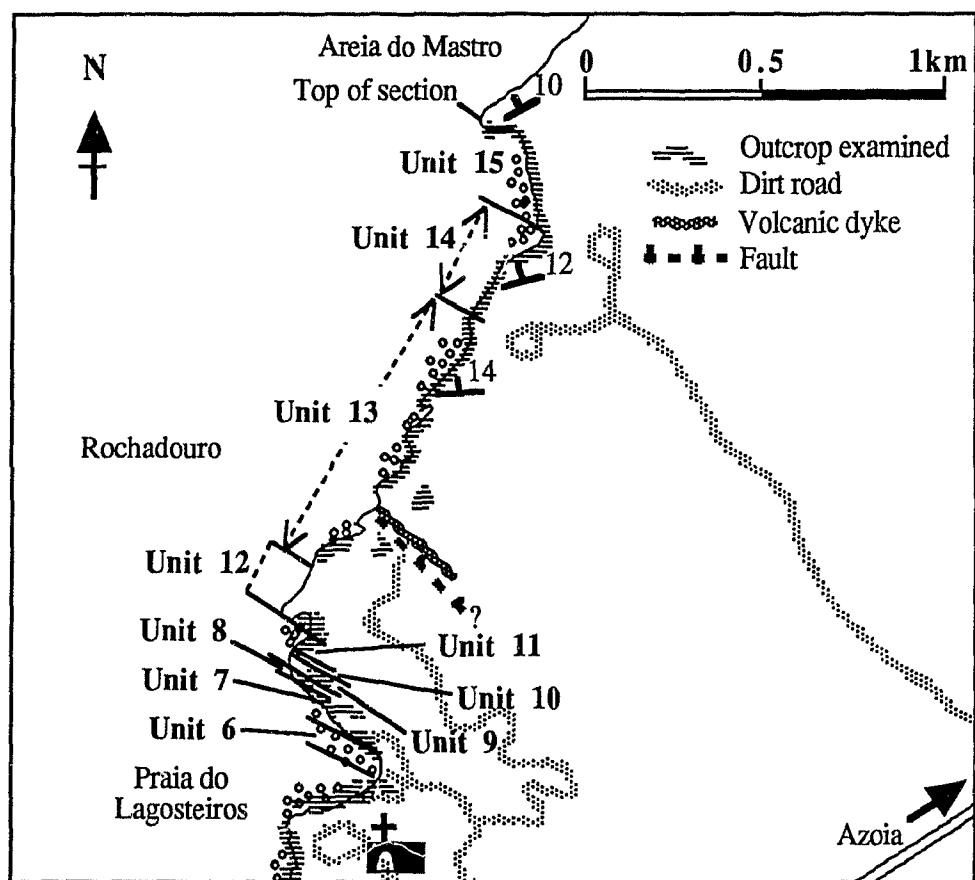 Areia do Mastro
N
0 0.5 1km
Top of section
10
Unit 15
Outcrop examined
Dirt road
Unit 14
Volcanic dyke
12
Fault
14
Unit 13
Rochadouro
Unit 12
?
Unit 8
Unit 11
Unit 7
Unit 10
Unit 6
Unit 9
Praia do
Lagosteiros
Azoia